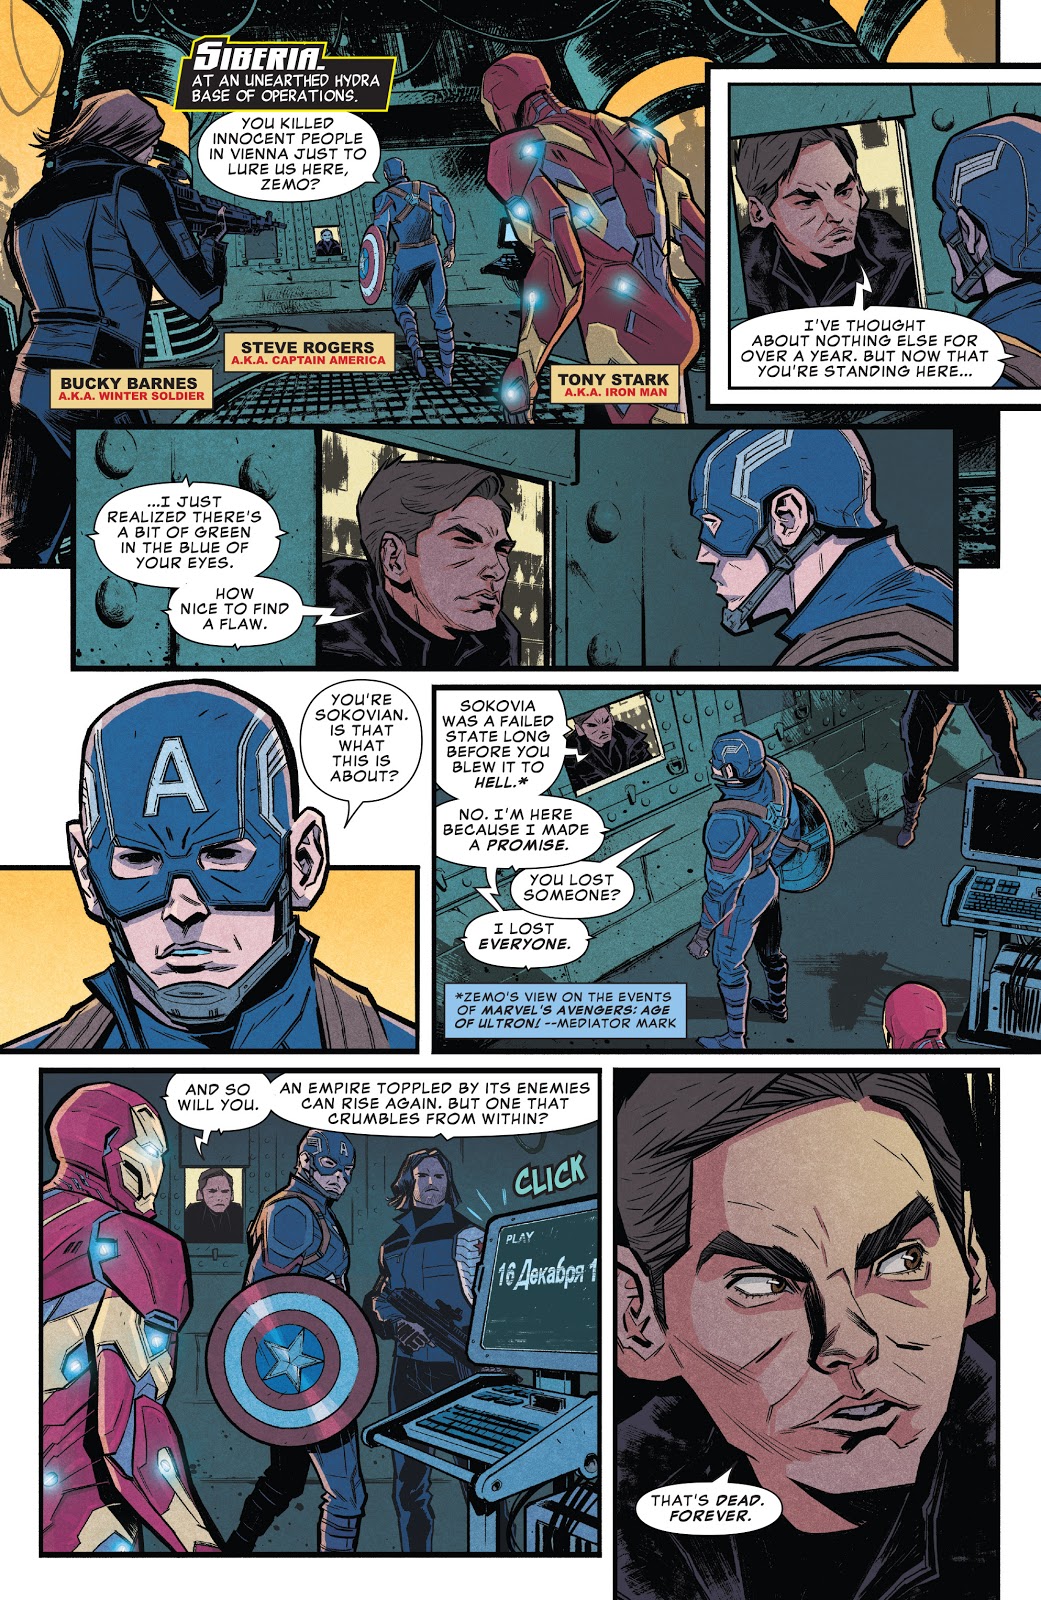 SIBERIA.
AT AN UNEARTHED HYDRA
BASE OF OPERATIONS.
YOU KILLED
INNOCENT PEOPLE
IN VIENNA JUST TO
LURE US HERE,
ZEMO?
STEVE ROGERS
A.K.A. CAPTAIN AMERICA
BUCKY BARNES
A.K.A. WINTER SOLDIER
TONY STARK
A.K.A. IRON MAN
I'VE THOUGHT
ABOUT NOTHING ELSE FOR
OVER A YEAR. BUT NOW THAT
YOU'RE STANDING HERE...
...I JUST
REALIZED THERE'S
A BIT OF GREEN
IN THE BLUE OF
YOUR EYES.
HOW
NICE TO FIND
A FLAW.
A
YOU'RE
SOKOVIAN.
IS THAT
WHAT
THIS IS
ABOUT?
SOKOVIA
WAS A FAILED
STATE LONG
BEFORE YOU
BLEW IT TO
HELL.*
NO. I'M HERE
BECAUSE I MADE
A PROMISE.
YOU LOST
SOMEONE?
I LOST
EVERYONE.
*ZEMO'S VIEW ON THE EVENTS
OF MARVEL'S AVENGERS: AGE
OF ULTRON! --MEDIATOR MARK
AND SO
WILL YOU.
AN EMPIRE TOPPLED BY ITS ENEMIES
CAN RISE AGAIN. BUT ONE THAT
CRUMBLES FROM WITHIN?
A
CLICK
PLAY
16 Декабря 1
THAT'S DEAD.
FOREVER.